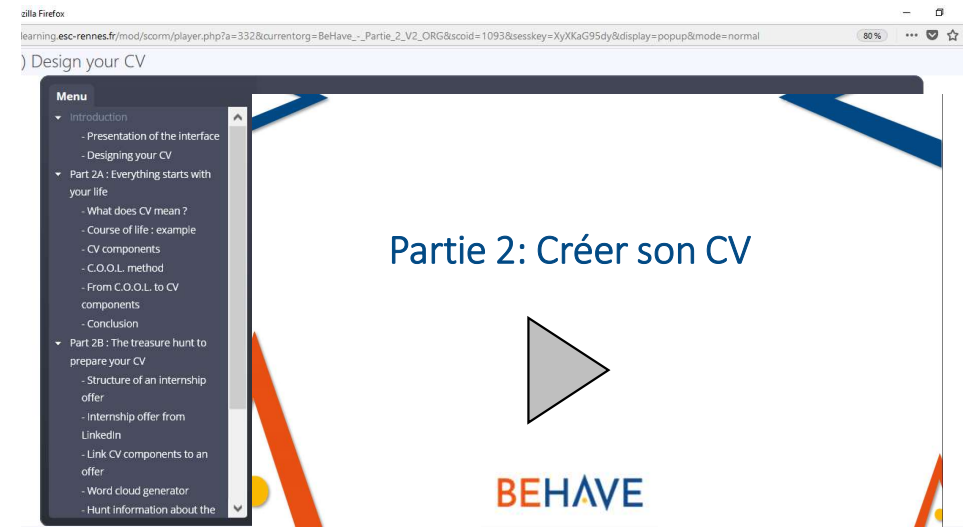 zilla Firefox
learning.esc-rennes.fr/mod/scorm/player.php?a=332&currentorg=BeHave_-_Partie_2_V2_ORG&scoid=1093&sesskey=XyXKaG95dy&display=popup&mode=normal
80 %
) Design your CV
Menu
Introduction
- Presentation of the interface
- Designing your CV
Part 2A : Everything starts with
your life
- What does CV mean ?
- Course of life : example
- CV components
- C.O.O.L. method
- From C.O.O.L. to CV
components
- Conclusion
Part 2B : The treasure hunt to
prepare your CV
- Structure of an internship
offer
- Internship offer from
LinkedIn
- Link CV components to an
offer
- Word cloud generator
- Hunt information about the
Partie 2: Créer son CV
BEHAVE